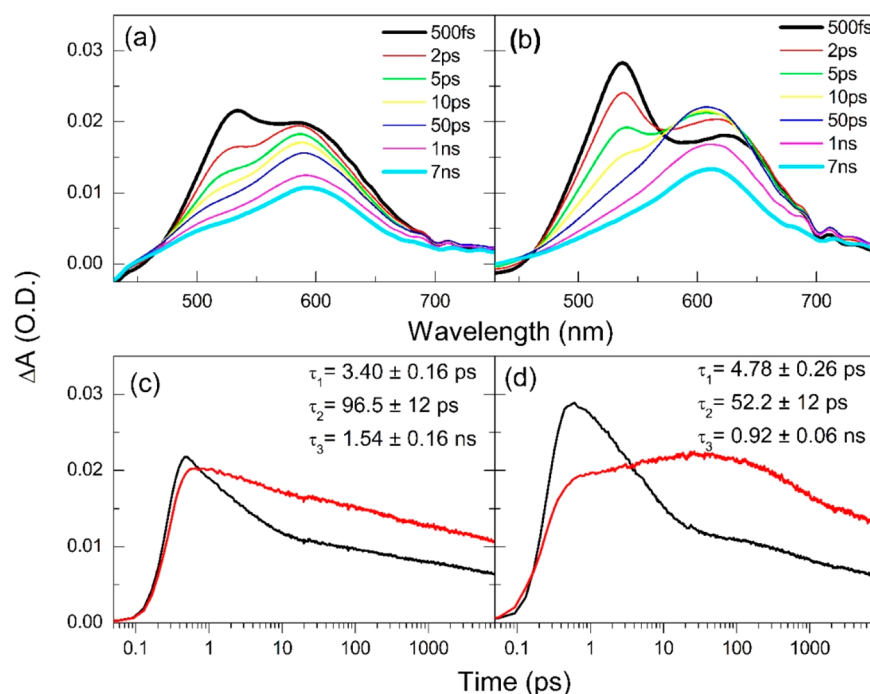 (a)
500fs
2ps
5ps
10ps
50ps
1ns
7ns
(b)
500fs
2ps
5ps
10ps
50ps
1ns
7ns
0.03
0.02
0.01
0.00
500
600
700
500
600
700
Wavelength (nm)
ΔA (O.D.)
(c)
τ₁= 3.40 ± 0.16 ps
τ₂= 96.5 ± 12 ps
τ₃= 1.54 ± 0.16 ns
(d)
τ₁= 4.78 ± 0.26 ps
τ₂= 52.2 ± 12 ps
τ₃= 0.92 ± 0.06 ns
0.03
0.02
0.01
0.00
0.1
1
10
100
1000
0.1
1
10
100
1000
Time (ps)